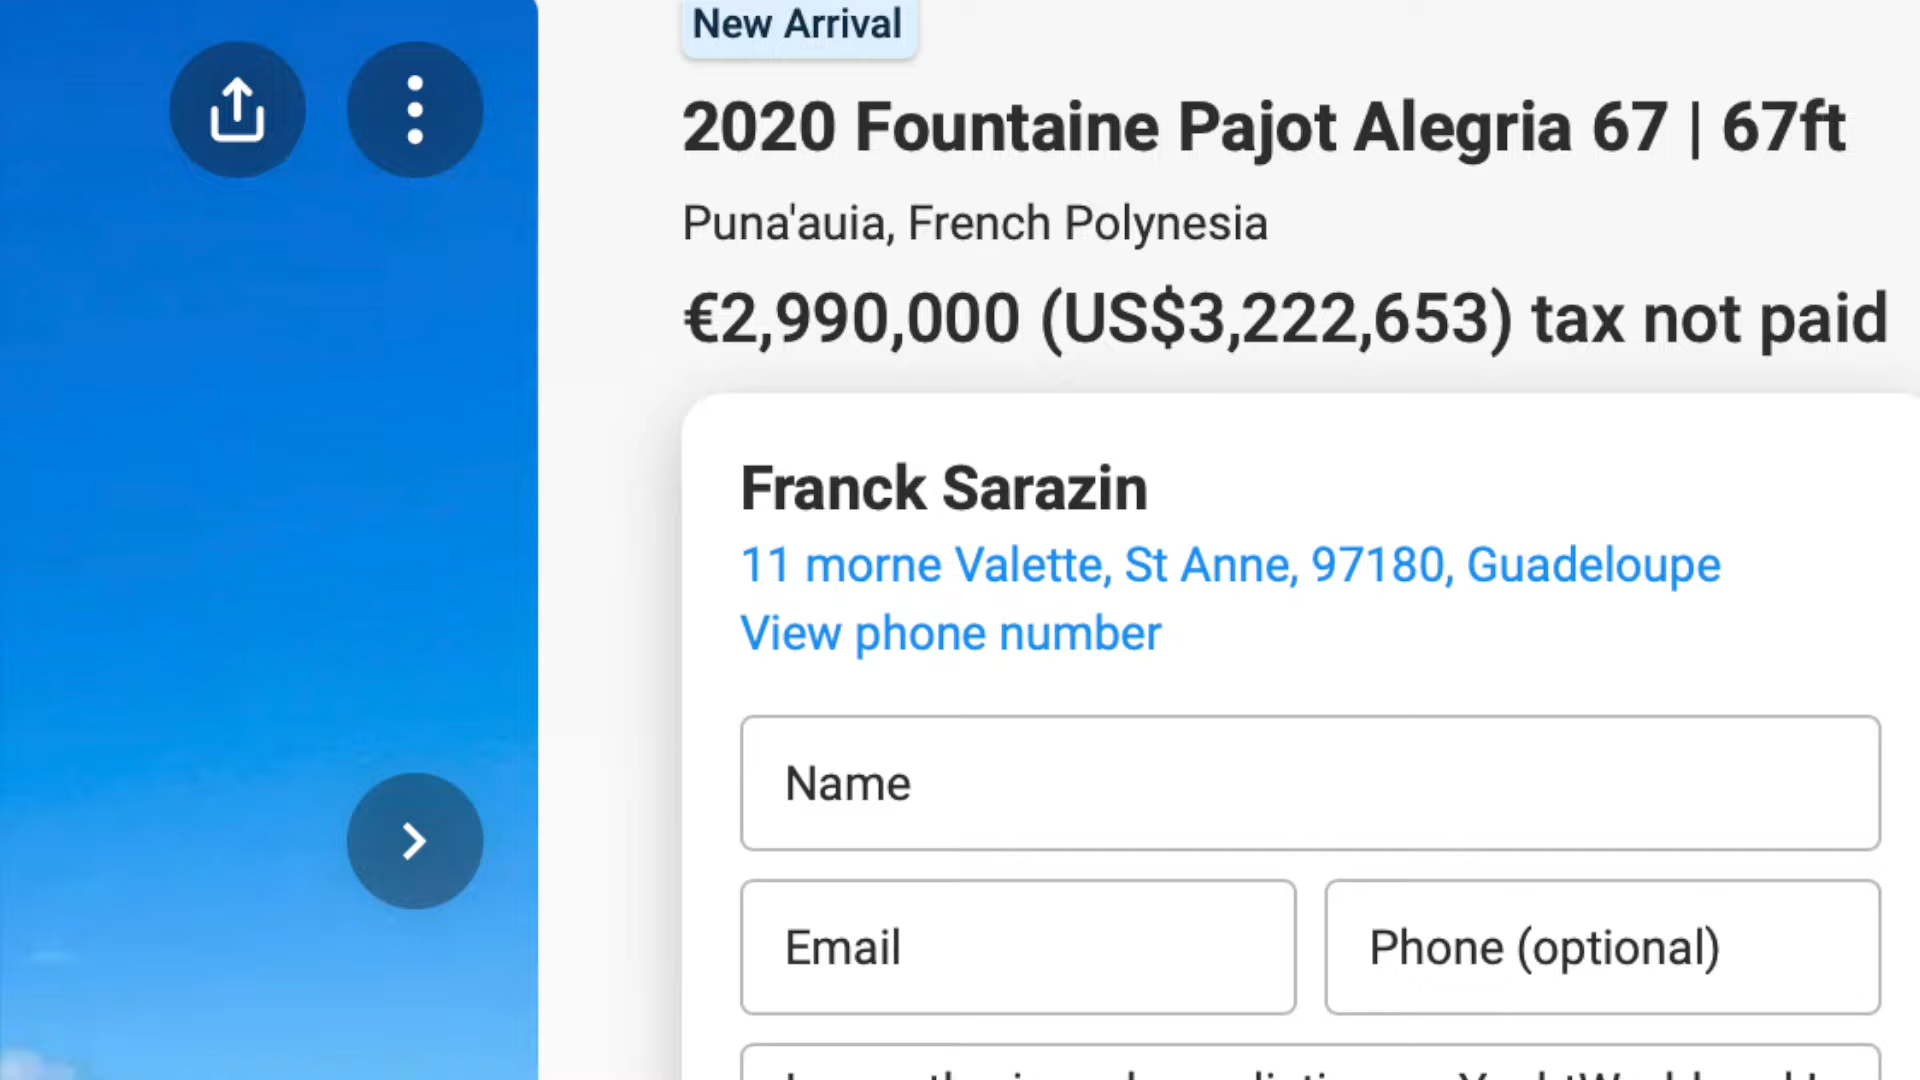 New Arrival
2020 Fountaine Pajot Alegria 67 | 67ft
Puna'auia, French Polynesia
€2,990,000 (US$3,222,653) tax not paid
Franck Sarazin
11 morne Valette, St Anne, 97180, Guadeloupe
View phone number
Name
Email
Phone (optional)